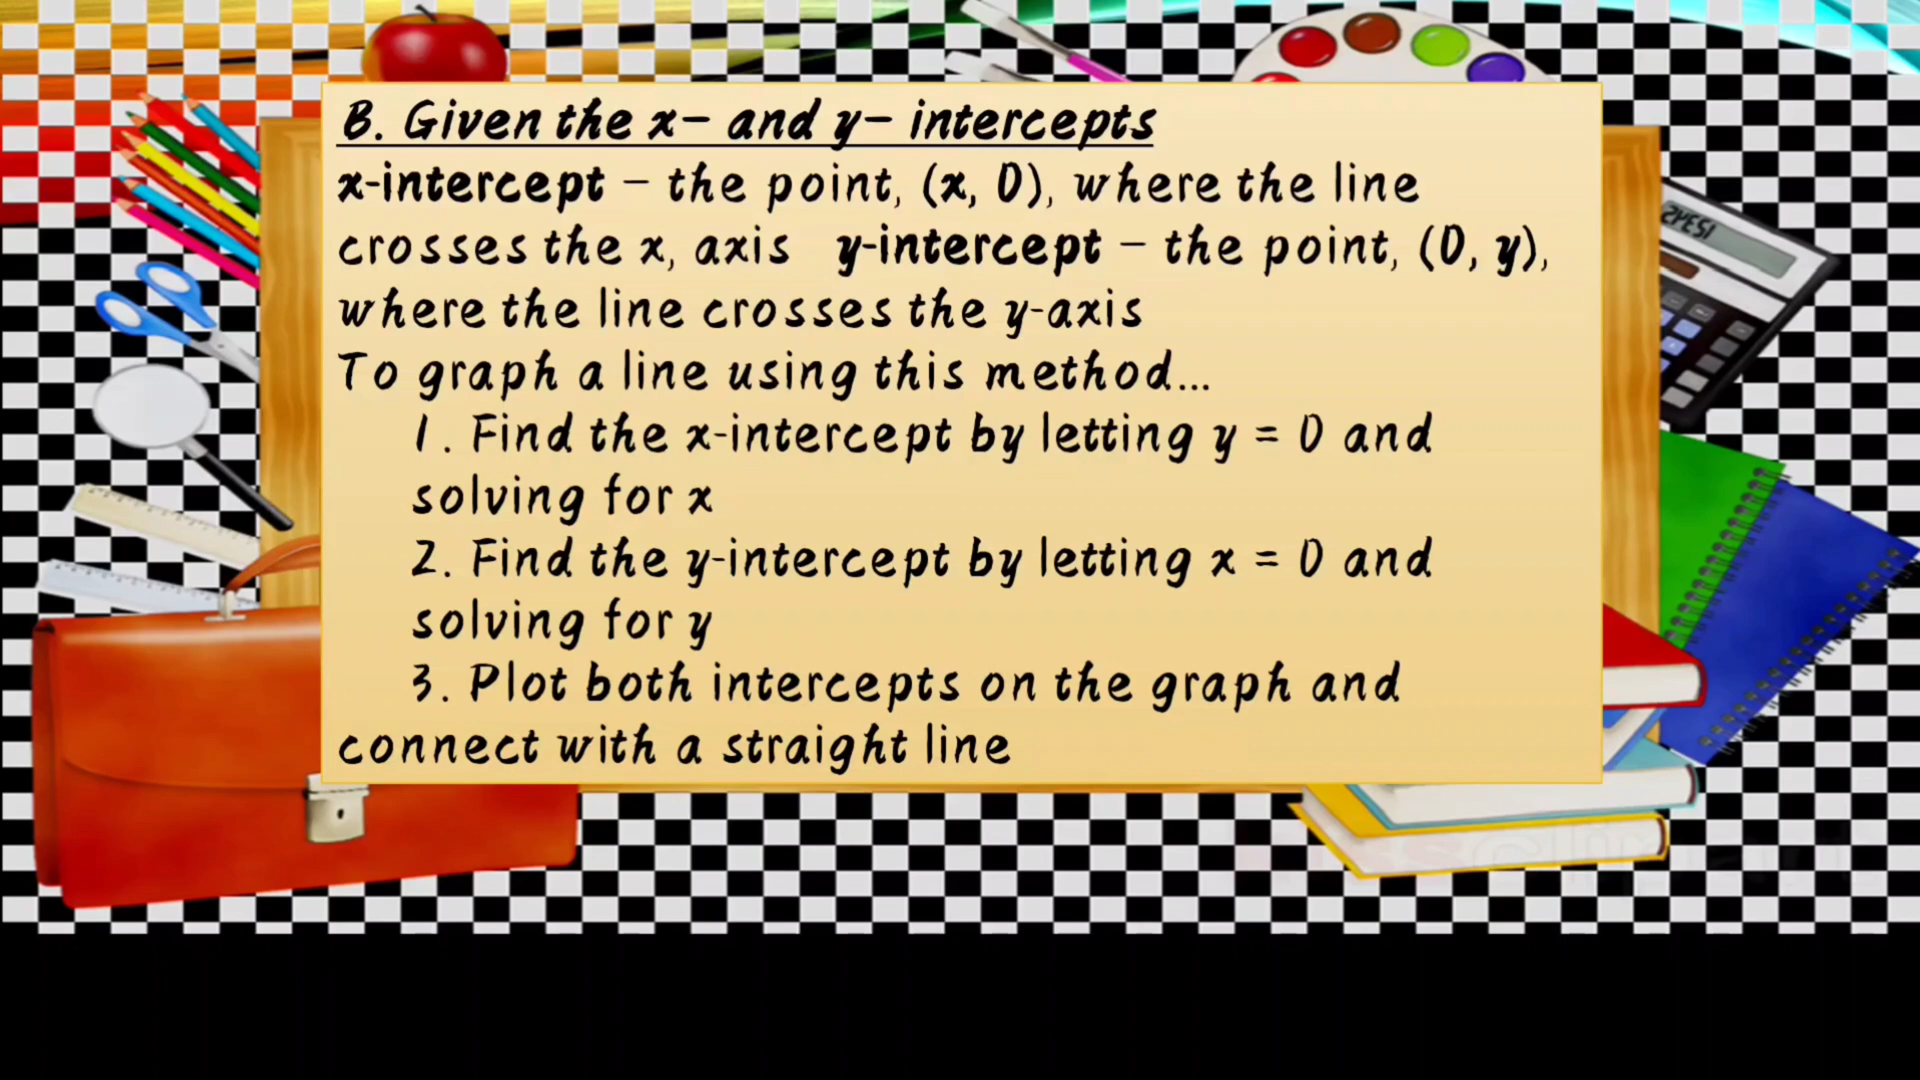 B. Given the x- and y- intercepts
x-intercept – the point, (x, 0), where the line
crosses the x, axis y-intercept – the point, (0, y),
where the line crosses the y-axis
To graph a line using this method...
1. Find the x-intercept by letting y = 0 and
solving for x
2. Find the y-intercept by letting x = 0 and
solving for y
3. Plot both intercepts on the graph and
connect with a straight line